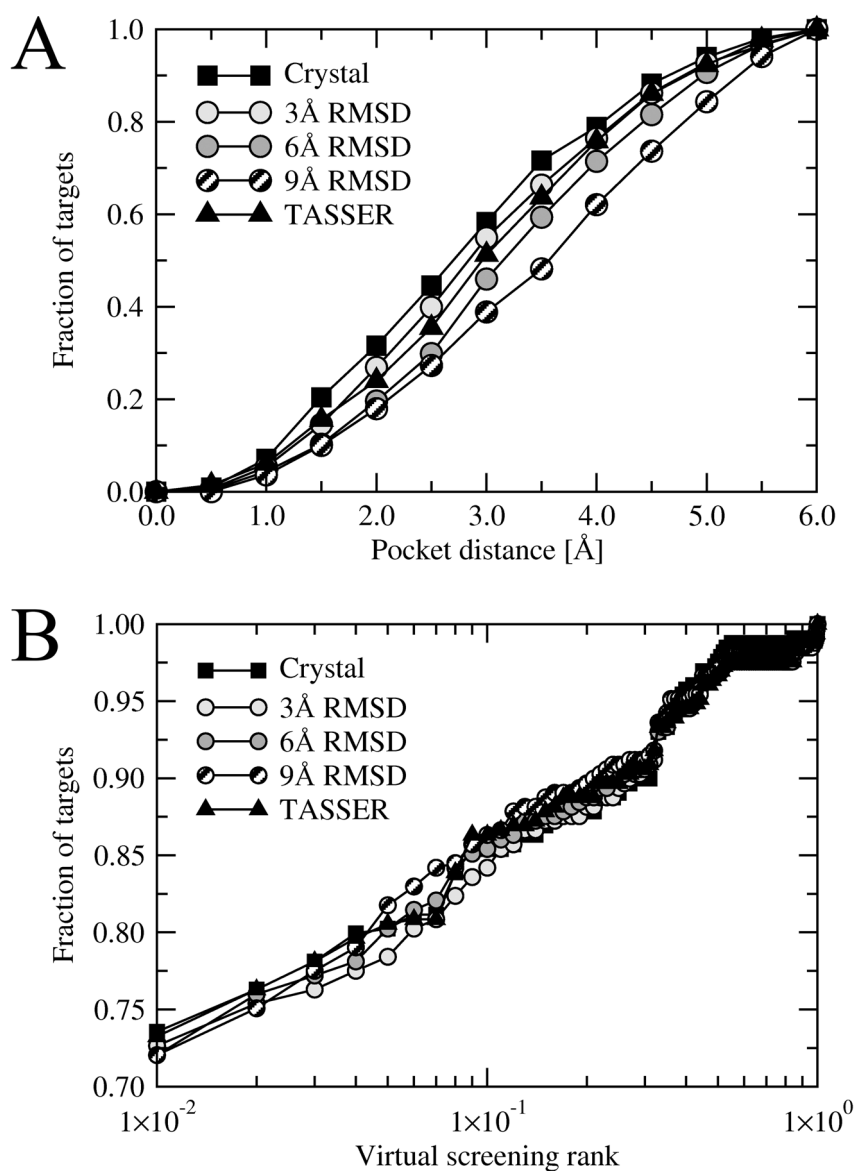 A
Fraction of targets
1.0
0.8
0.6
0.4
0.2
0.0
Crystal
3Å RMSD
6Å RMSD
9Å RMSD
TASSER
0.0 1.0 2.0 3.0 4.0 5.0 6.0
Pocket distance [Å]
B
Fraction of targets
1.00
0.95
0.90
0.85
0.80
0.75
0.70
Crystal
3Å RMSD
6Å RMSD
9Å RMSD
TASSER
1×10⁻² 1×10⁻¹ 1×10⁰
Virtual screening rank